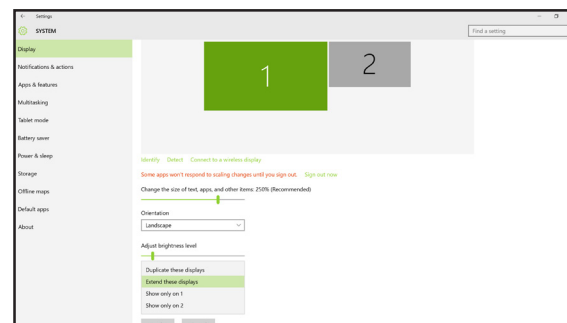 Settings
SYSTEM
Find a setting
Display
Notifications & actions
Apps & features
Multitasking
Tablet mode
Battery saver
Power & sleep
Storage
Offline maps
Default apps
About
1
2
Identify Detect Connect to a wireless display
Some apps won't respond to scaling changes until you sign out. Sign out now
Change the size of text, apps, and other items: 250% (Recommended)
Orientation
Landscape
Adjust brightness level
Duplicate these displays
Extend these displays
Show only on 1
Show only on 2